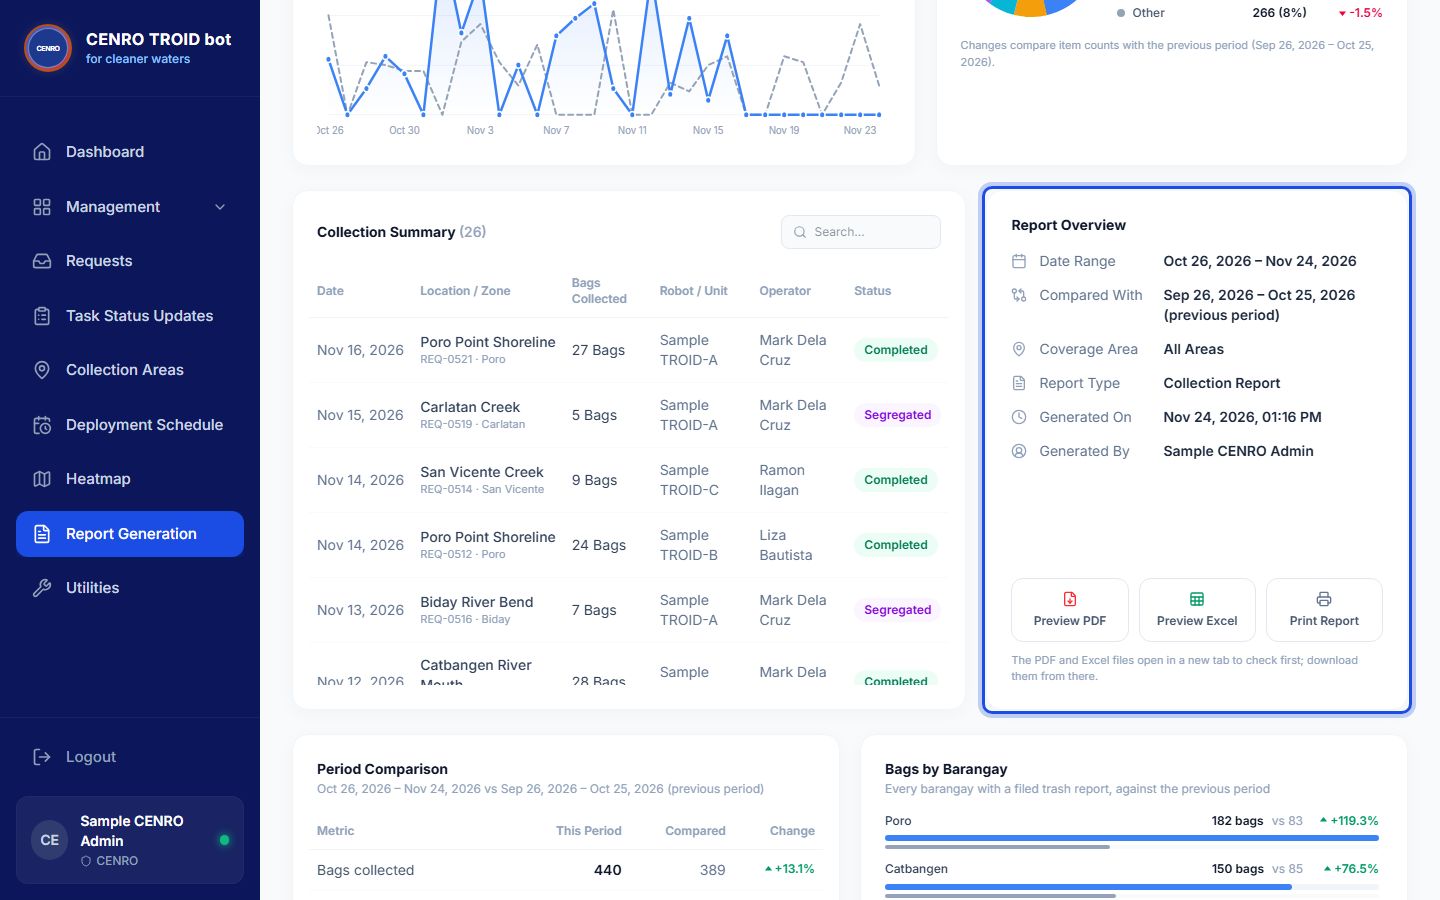 CENRO
CENRO TROID bot
for cleaner waters
Dashboard
Management
Requests
Task Status Updates
Collection Areas
Deployment Schedule
Heatmap
Report Generation
Utilities
Logout
CE
Sample CENRO
Admin
CENRO
Oct 26
Oct 30
Nov 3
Nov 7
Nov 11
Nov 15
Nov 19
Nov 23
Other 266 (8%) -1.5%
Changes compare item counts with the previous period (Sep 26, 2026 – Oct 25,
2026).
Collection Summary (26)
Search...
Date Location / Zone Bags Collected Robot / Unit Operator Status
Nov 16, 2026 Poro Point Shoreline 27 Bags Sample TROID-A Mark Dela Cruz Completed
REQ-0521 · Poro
Nov 15, 2026 Carlatan Creek 5 Bags Sample TROID-A Mark Dela Cruz Segregated
REQ-0519 · Carlatan
Nov 14, 2026 San Vicente Creek 9 Bags Sample TROID-C Ramon Ilagan Completed
REQ-0514 · San Vicente
Nov 14, 2026 Poro Point Shoreline 24 Bags Sample TROID-B Liza Bautista Completed
REQ-0512 · Poro
Nov 13, 2026 Biday River Bend 7 Bags Sample TROID-A Mark Dela Cruz Segregated
REQ-0516 · Biday
Nov 12, 2026 Catbangen River Mouth 28 Bags Sample Mark Dela Completed
Report Overview
Date Range Oct 26, 2026 – Nov 24, 2026
Compared With Sep 26, 2026 – Oct 25, 2026
(previous period)
Coverage Area All Areas
Report Type Collection Report
Generated On Nov 24, 2026, 01:16 PM
Generated By Sample CENRO Admin
Preview PDF
Preview Excel
Print Report
The PDF and Excel files open in a new tab to check first; download
them from there.
Period Comparison
Oct 26, 2026 – Nov 24, 2026 vs Sep 26, 2026 – Oct 25, 2026 (previous period)
Metric This Period Compared Change
Bags collected 440 389 +13.1%
Bags by Barangay
Every barangay with a filed trash report, against the previous period
Poro 182 bags vs 83 +119.3%
Catbangen 150 bags vs 85 +76.5%